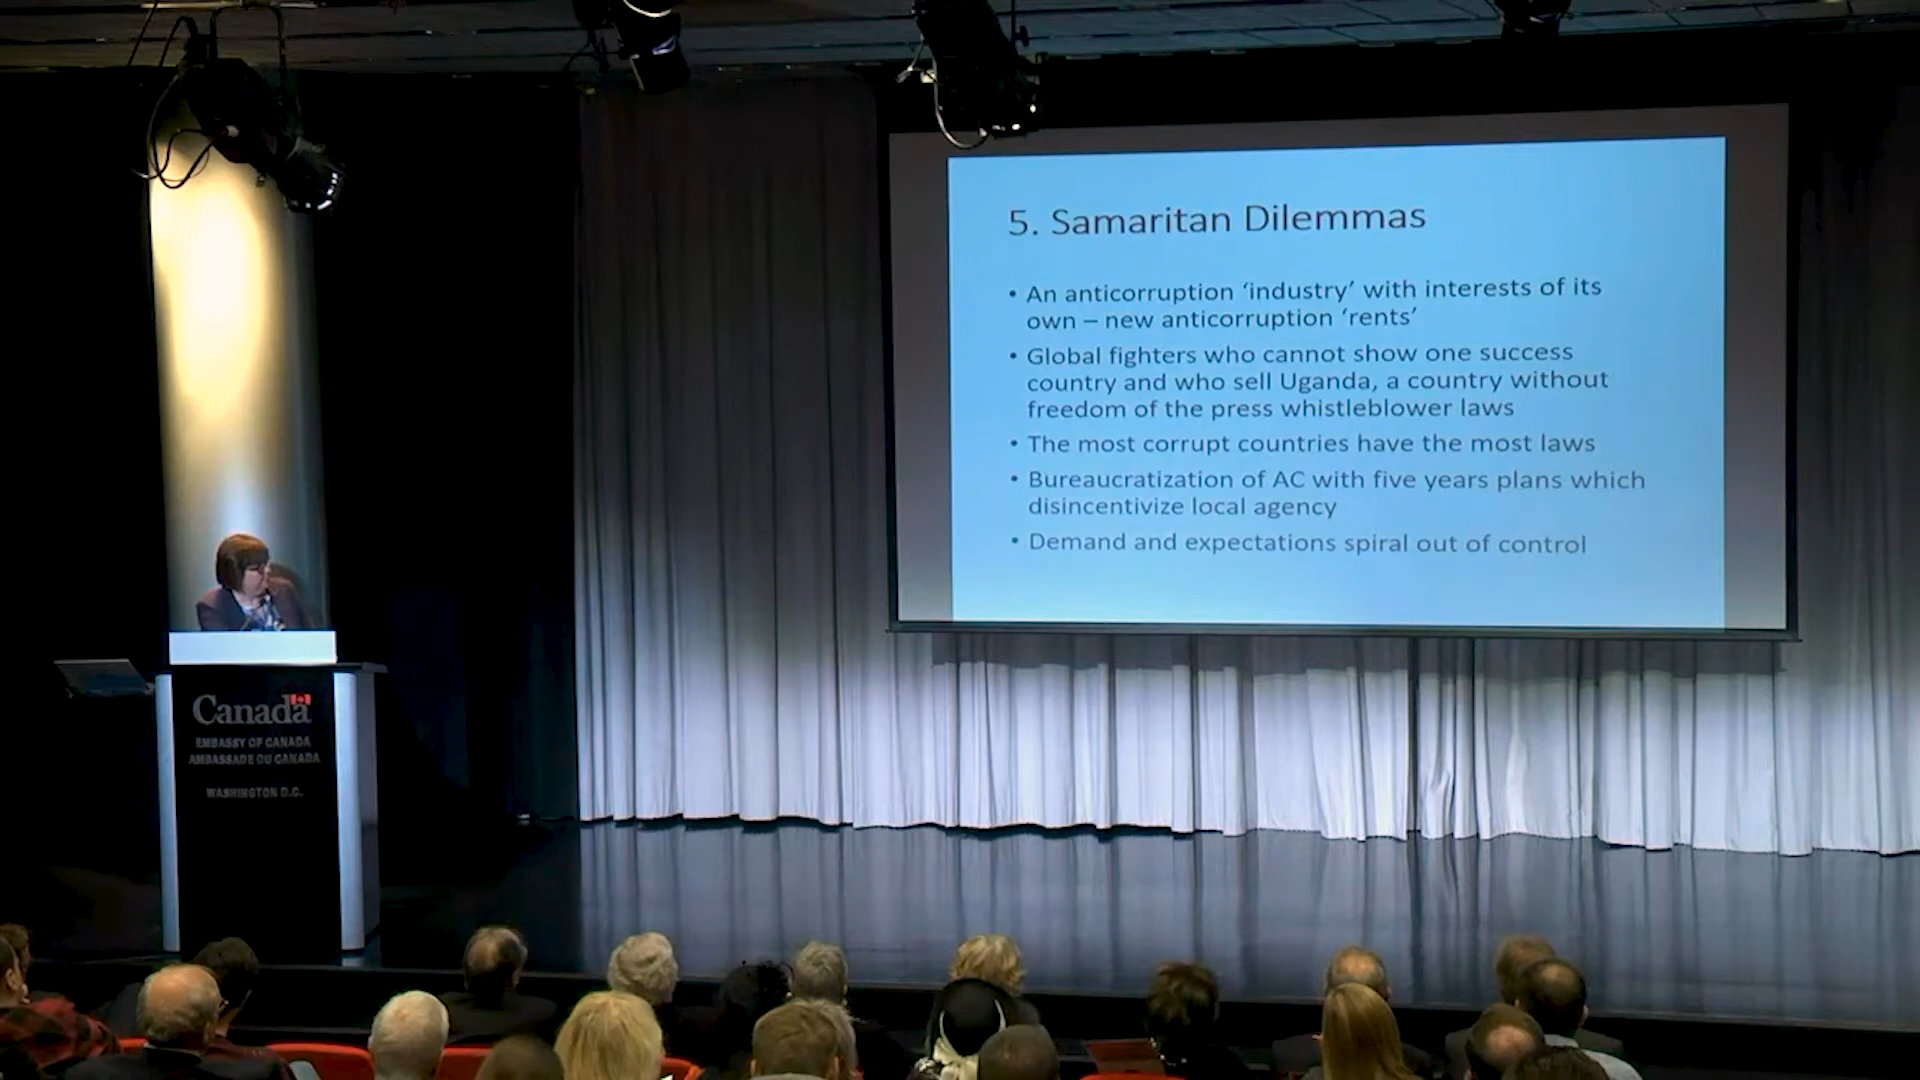 5. Samaritan Dilemmas
• An anticorruption ‘industry’ with interests of its
own – new anticorruption ‘rents’
• Global fighters who cannot show one success
country and who sell Uganda, a country without
freedom of the press whistleblower laws
• The most corrupt countries have the most laws
• Bureaucratization of AC with five years plans which
disincentivize local agency
• Demand and expectations spiral out of control
Canada
EMBASSY OF CANADA
AMBASSADE DU CANADA
WASHINGTON D.C.